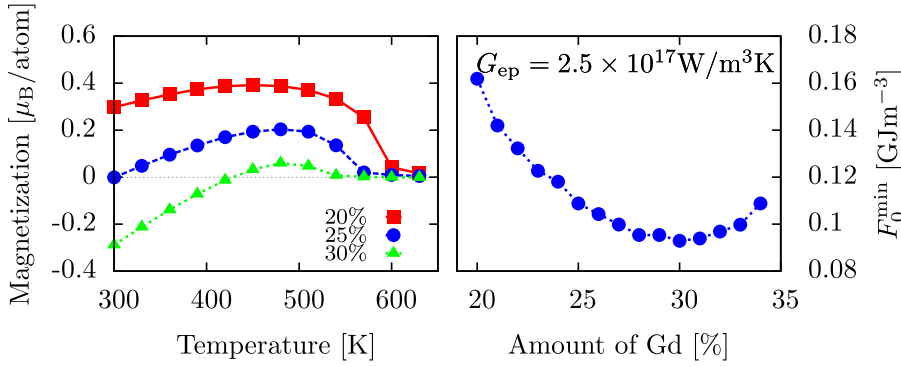 Magnetization [μB/atom]
0.6
0.4
0.2
0
-0.2
-0.4
20%
25%
30%
300 400 500 600
Temperature [K]
Gep = 2.5 × 10¹⁷W/m³K
20 25 30 35
Amount of Gd [%]
0.18
0.16
0.14
0.12
0.1
0.08
F₀ᵐⁱⁿ [GJm⁻³]